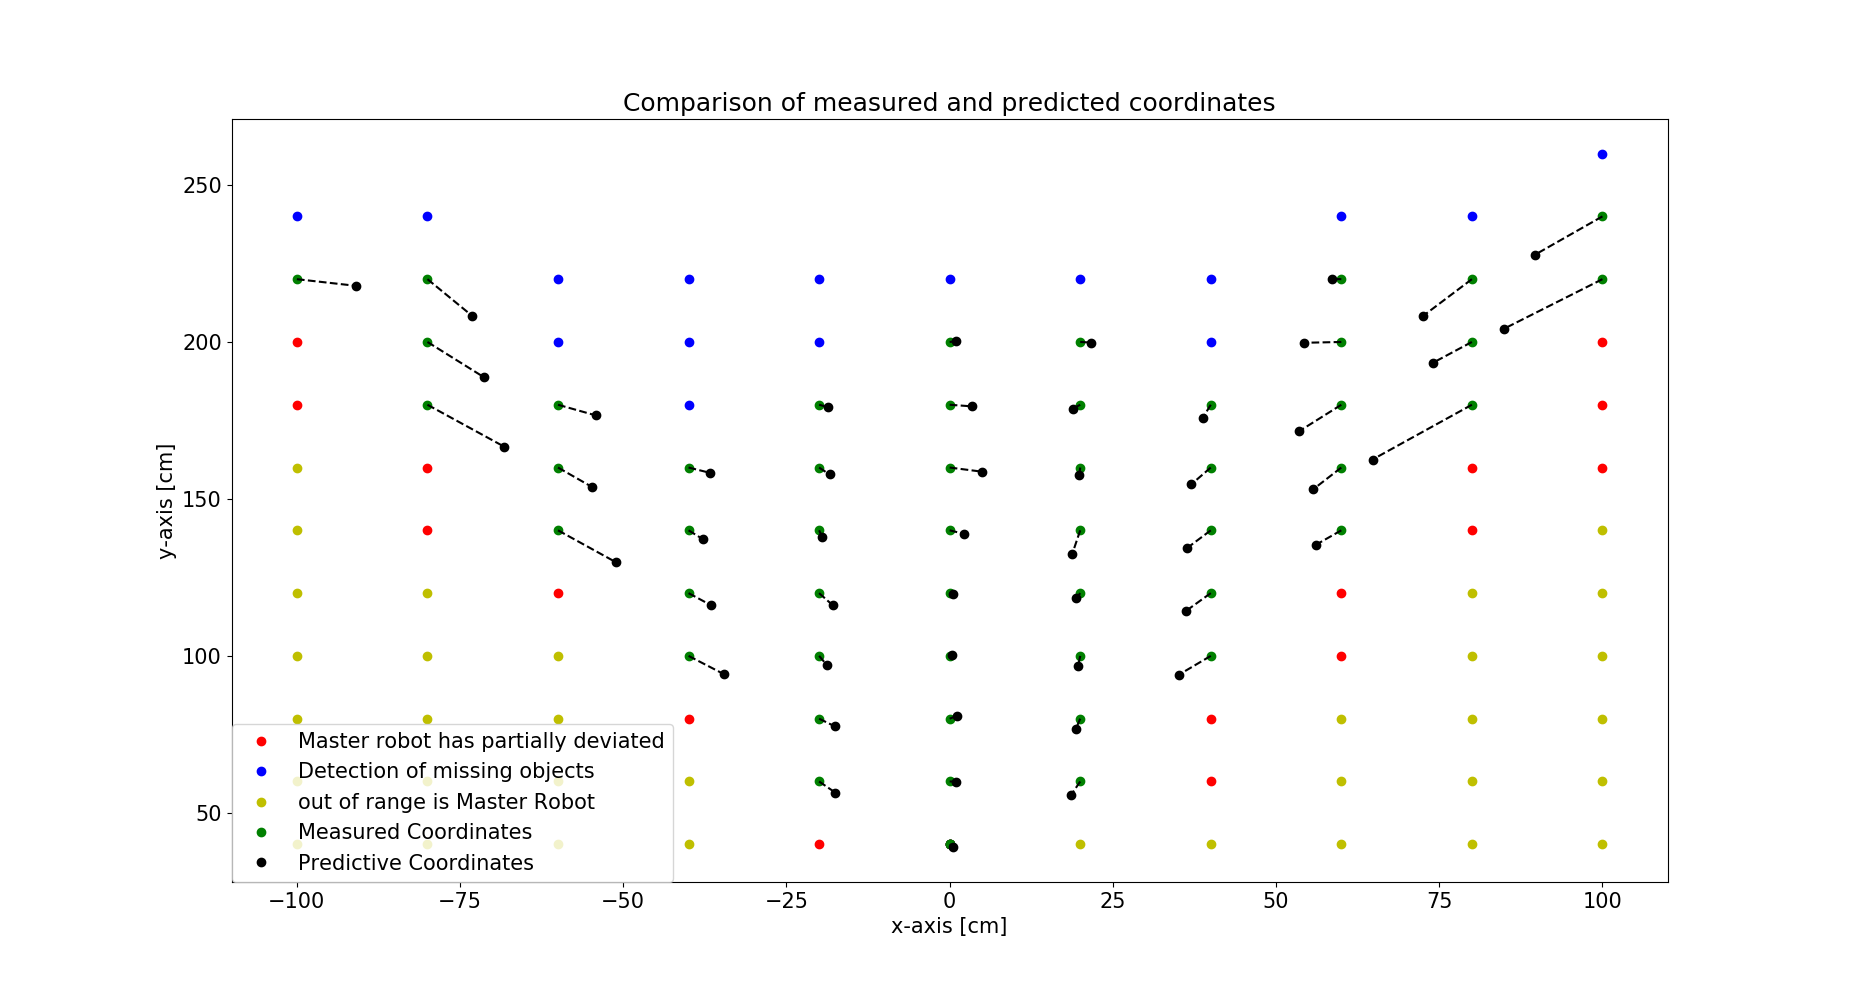 Comparison of measured and predicted coordinates
y-axis [cm]
250
200
150
100
50
Master robot has partially deviated
Detection of missing objects
out of range is Master Robot
Measured Coordinates
Predictive Coordinates
−100 −75 −50 −25 0 25 50 75 100
x-axis [cm]